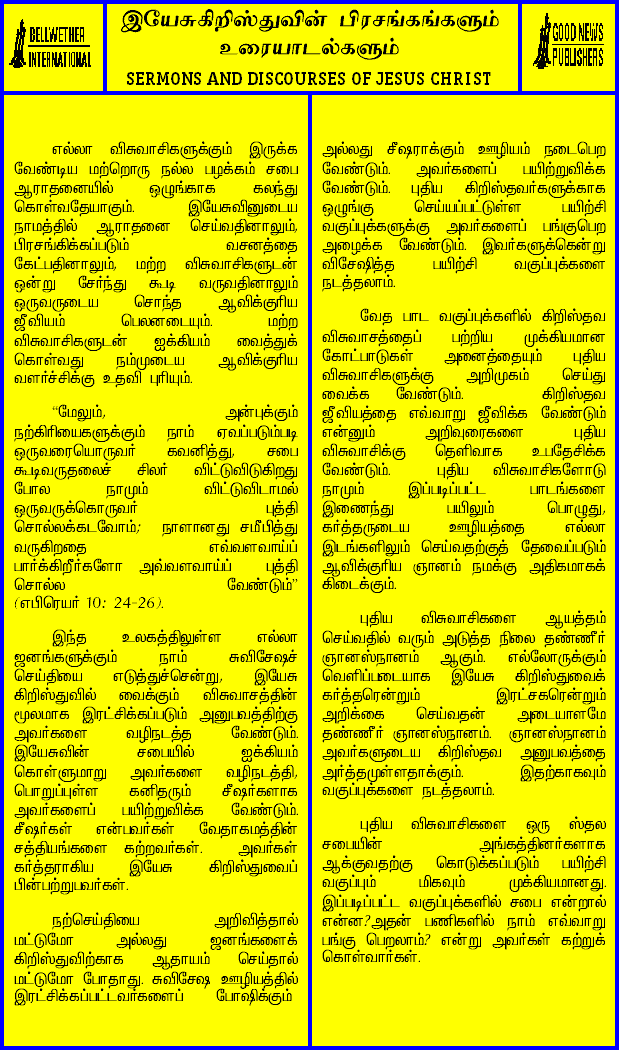 BELLWETHER
INTERNATIONAL
இயேசுகிறிஸ்துவின் பிரசங்கங்களும்
உரையாடல்களும்
SERMONS AND DISCOURSES OF JESUS CHRIST
GOOD NEWS
PUBLISHERS
எல்லா விசுவாசிகளுக்கும் இருக்க
வேண்டிய மற்றொரு நல்ல பழக்கம் சபை
ஆராதனையில் ஒழுங்காக கலந்து
கொள்வதேயாகும். இயேசுவினுடைய
நாமத்தில் ஆராதனை செய்வதினாலும்,
பிரசங்கிக்கப்படும் வசனத்தை
கேட்பதினாலும், மற்ற விசுவாசிகளுடன்
ஒன்று சேர்ந்து கூடி வருவதினாலும்
ஒருவருடைய சொந்த ஆவிக்குரிய
ஜீவியம் பெலனடையும். மற்ற
விசுவாசிகளுடன் ஐக்கியம் வைத்துக்
கொள்வது நம்முடைய ஆவிக்குரிய
வளர்ச்சிக்கு உதவி புரியும்.
“மேலும், அன்புக்கும்
நற்கிரியைகளுக்கும் நாம் ஏவப்படும்படி
ஒருவரையொருவர் கவனித்து, சபை
கூடிவருதலைச் சிலர் விட்டுவிடுகிறது
போல நாமும் விட்டுவிடாமல்
ஒருவருக்கொருவர் புத்தி
சொல்லக்கடவோம்; நாளானது சமீபித்து
வருகிறதை எவ்வளவாய்ப்
பார்க்கிறீர்களோ அவ்வளவாய்ப் புத்தி
சொல்ல வேண்டும்”
(எபிரெயர் 10: 24-26).
இந்த உலகத்திலுள்ள எல்லா
ஜனங்களுக்கும் நாம் சுவிசேஷச்
செய்தியை எடுத்துச்சென்று, இயேசு
கிறிஸ்துவில் வைக்கும் விசுவாசத்தின்
மூலமாக இரட்சிக்கப்படும் அனுபவத்திற்கு
அவர்களை வழிநடத்த வேண்டும்.
இயேசுவின் சபையில் ஐக்கியம்
கொள்ளுமாறு அவர்களை வழிநடத்தி,
பொறுப்புள்ள கனிதரும் சீஷர்களாக
அவர்களைப் பயிற்றுவிக்க வேண்டும்.
சீஷர்கள் என்பவர்கள் வேதாகமத்தின்
சத்தியங்களை கற்றவர்கள். அவர்கள்
கர்த்தராகிய இயேசு கிறிஸ்துவைப்
பின்பற்றுபவர்கள்.
நற்செய்தியை அறிவித்தால்
மட்டுமோ அல்லது ஜனங்களைக்
கிறிஸ்துவிற்காக ஆதாயம் செய்தால்
மட்டுமோ போதாது. சுவிசேஷ ஊழியத்தில்
இரட்சிக்கப்பட்டவர்களைப் போஷிக்கும்
அல்லது சீஷராக்கும் ஊழியம் நடைபெற
வேண்டும். அவர்களைப் பயிற்றுவிக்க
வேண்டும். புதிய கிறிஸ்தவர்களுக்காக
ஒழுங்கு செய்யப்பட்டுள்ள பயிற்சி
வகுப்புக்களுக்கு அவர்களைப் பங்குபெற
அழைக்க வேண்டும். இவர்களுக்கென்று
விசேஷித்த பயிற்சி வகுப்புக்களை
நடத்தலாம்.
வேத பாட வகுப்புக்களில் கிறிஸ்தவ
விசுவாசத்தைப் பற்றிய முக்கியமான
கோட்பாடுகள் அனைத்தையும் புதிய
விசுவாசிகளுக்கு அறிமுகம் செய்து
வைக்க வேண்டும். கிறிஸ்தவ
ஜீவியத்தை எவ்வாறு ஜீவிக்க வேண்டும்
என்னும் அறிவுரைகளை புதிய
விசுவாசிக்கு தெளிவாக உபதேசிக்க
வேண்டும். புதிய விசுவாசிகளோடு
நாமும் இப்படிப்பட்ட பாடங்களை
இணைந்து பயிலும் பொழுது,
கர்த்தருடைய ஊழியத்தை எல்லா
இடங்களிலும் செய்வதற்குத் தேவைப்படும்
ஆவிக்குரிய ஞானம் நமக்கு அதிகமாகக்
கிடைக்கும்.
புதிய விசுவாசிகளை ஆயத்தம்
செய்வதில் வரும் அடுத்த நிலை தண்ணீர்
ஞானஸ்நானம் ஆகும். எல்லோருக்கும்
வெளிப்படையாக இயேசு கிறிஸ்துவைக்
கர்த்தரென்றும் இரட்சகரென்றும்
அறிக்கை செய்வதன் அடையாளமே
தண்ணீர் ஞானஸ்நானம். ஞானஸ்நானம்
அவர்களுடைய கிறிஸ்தவ அனுபவத்தை
அர்த்தமுள்ளதாக்கும். இதற்காகவும்
வகுப்புக்களை நடத்தலாம்.
புதிய விசுவாசிகளை ஒரு ஸ்தல
சபையின் அங்கத்தினர்களாக
ஆக்குவதற்கு கொடுக்கப்படும் பயிற்சி
வகுப்பும் மிகவும் முக்கியமானது.
இப்படிப்பட்ட வகுப்புக்களில் சபை என்றால்
என்ன?அதன் பணிகளில் நாம் எவ்வாறு
பங்கு பெறலாம்? என்று அவர்கள் கற்றுக்
கொள்வார்கள்.